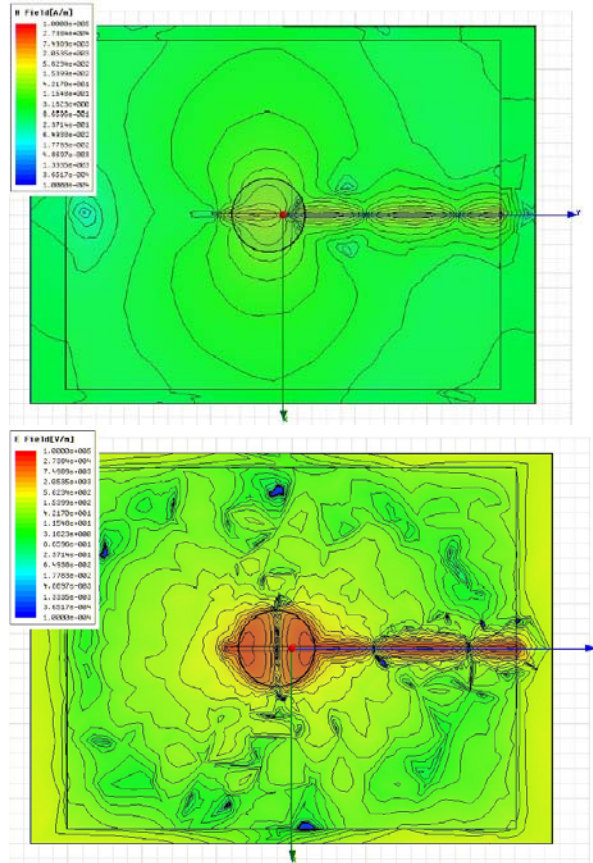 H Field[A/m]
1.0000e+005
2.7384e+004
7.4989e+003
2.0535e+003
5.6234e+002
1.5399e+002
4.2170e+001
1.1548e+001
3.1623e+000
8.6596e-001
2.3714e-001
6.4938e-002
1.7783e-002
4.8697e-003
1.3335e-003
3.6517e-004
1.0000e-004
Y
E Field[V/m]
1.0000e+005
2.7384e+004
7.4989e+003
2.0535e+003
5.6234e+002
1.5399e+002
4.2170e+001
1.1548e+001
3.1623e+000
8.6596e-001
2.3714e-001
6.4938e-002
1.7783e-002
4.8697e-003
1.3335e-003
3.6517e-004
1.0000e-004